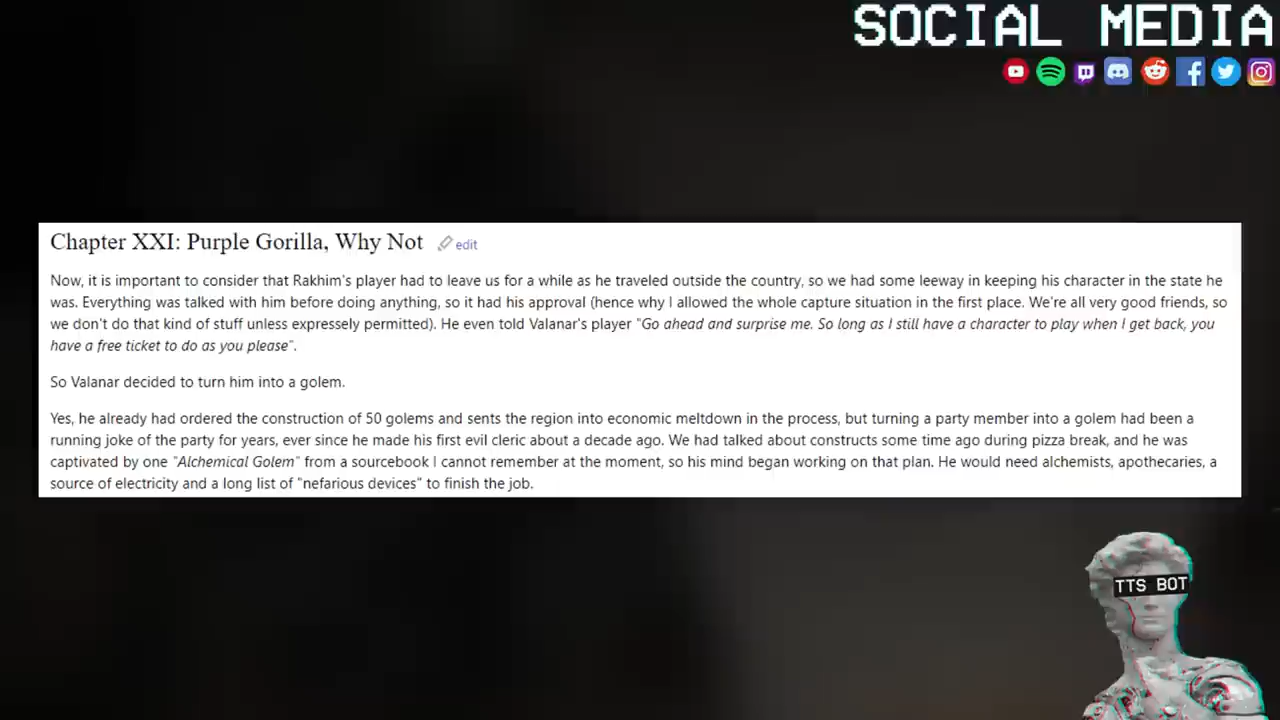 SOCIAL MEDIA
Chapter XXI: Purple Gorilla, Why Not edit
Now, it is important to consider that Rakhim's player had to leave us for a while as he traveled outside the country, so we had some leeway in keeping his character in the state he
was. Everything was talked with him before doing anything, so it had his approval (hence why I allowed the whole capture situation in the first place. We're all very good friends, so
we don't do that kind of stuff unless expressely permitted). He even told Valanar's player "Go ahead and surprise me. So long as I still have a character to play when I get back, you
have a free ticket to do as you please".
So Valanar decided to turn him into a golem.
Yes, he already had ordered the construction of 50 golems and sents the region into economic meltdown in the process, but turning a party member into a golem had been a
running joke of the party for years, ever since he made his first evil cleric about a decade ago. We had talked about constructs some time ago during pizza break, and he was
captivated by one "Alchemical Golem" from a sourcebook I cannot remember at the moment, so his mind began working on that plan. He would need alchemists, apothecaries, a
source of electricity and a long list of "nefarious devices" to finish the job.
TTS BOT